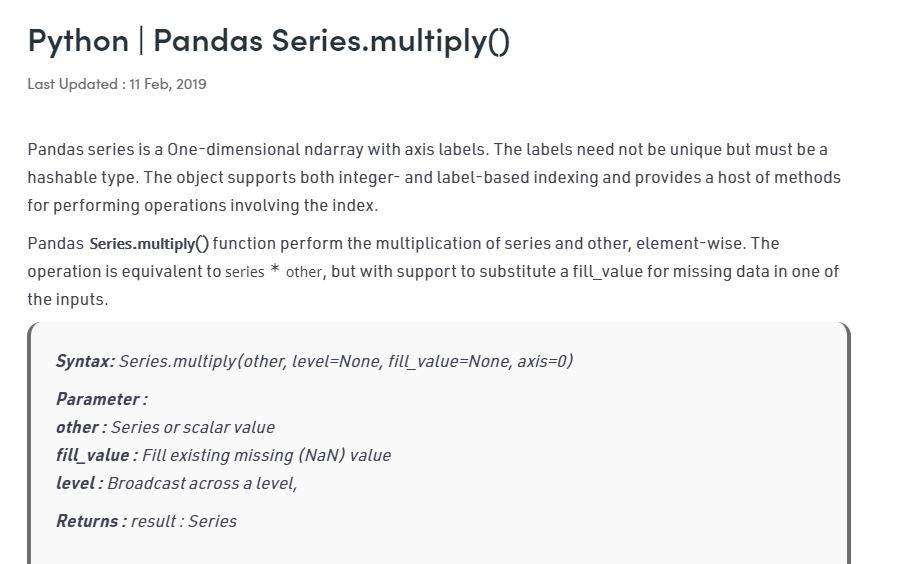 Python | Pandas Series.multiply()
Last Updated : 11 Feb, 2019
Pandas series is a One-dimensional ndarray with axis labels. The labels need not be unique but must be a
hashable type. The object supports both integer- and label-based indexing and provides a host of methods
for performing operations involving the index.
Pandas Series.multiply() function perform the multiplication of series and other, element-wise. The
operation is equivalent to series * other, but with support to substitute a fill_value for missing data in one of
the inputs.
Syntax: Series.multiply(other, level=None, fill_value=None, axis=0)
Parameter :
other : Series or scalar value
fill_value : Fill existing missing (NaN) value
level : Broadcast across a level,
Returns : result : Series